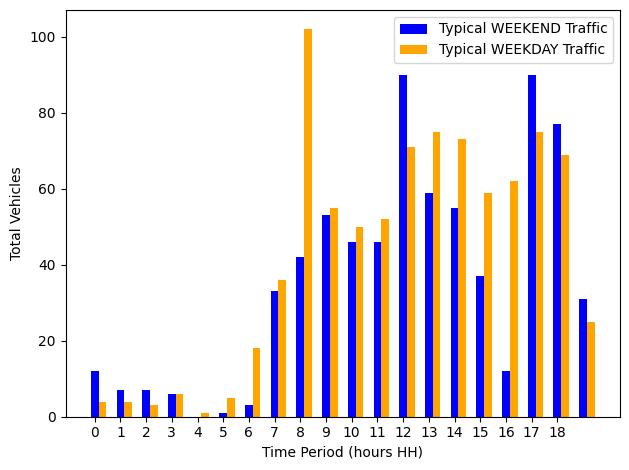 Typical WEEKEND Traffic
Typical WEEKDAY Traffic
100
80
60
40
20
0
Total Vehicles
0 1 2 3 4 5 6 7 8 9 10 11 12 13 14 15 16 17 18
Time Period (hours HH)